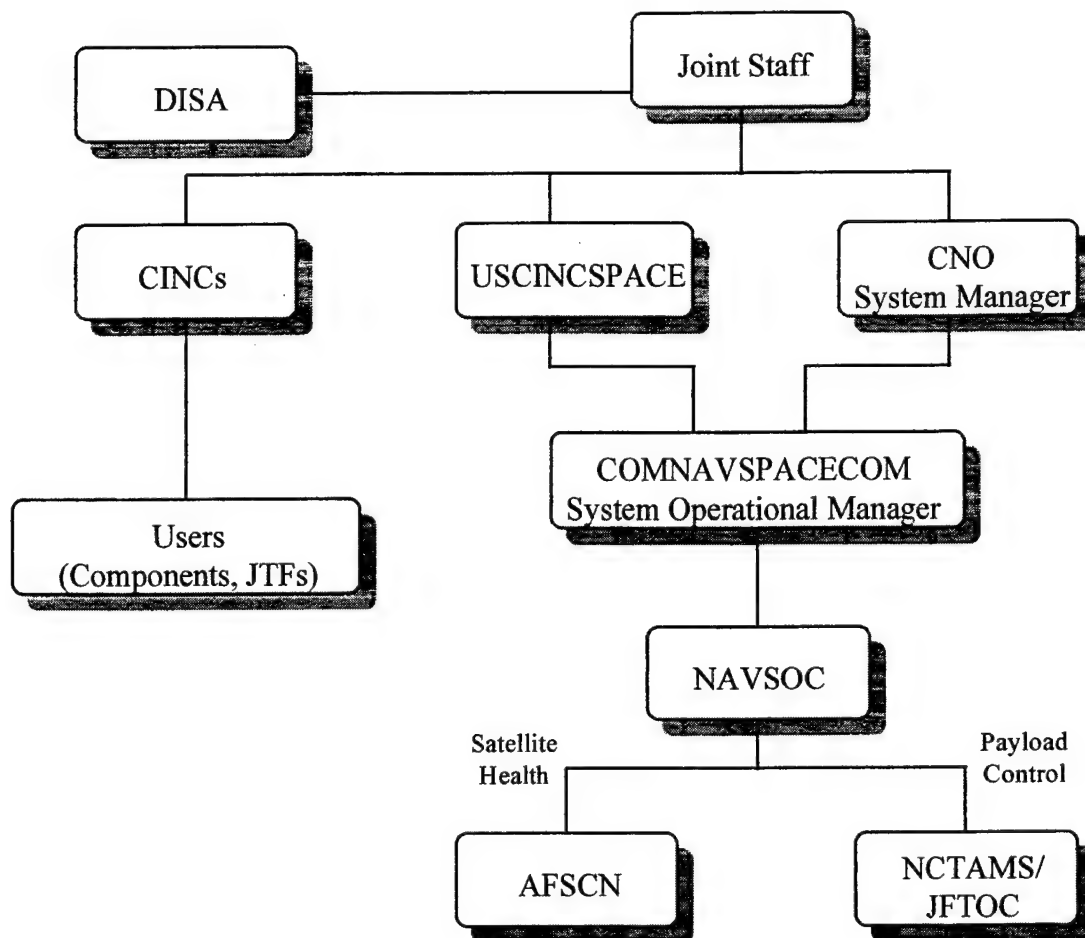 Joint Staff
DISA
CINCs
USCINCSPACE
CNO
System Manager
COMNAVSPACECOM
System Operational Manager
Users
(Components, JTFs)
NAVSOC
Satellite
Health
Payload
Control
AFSCN
NCTAMS/
JFTOC